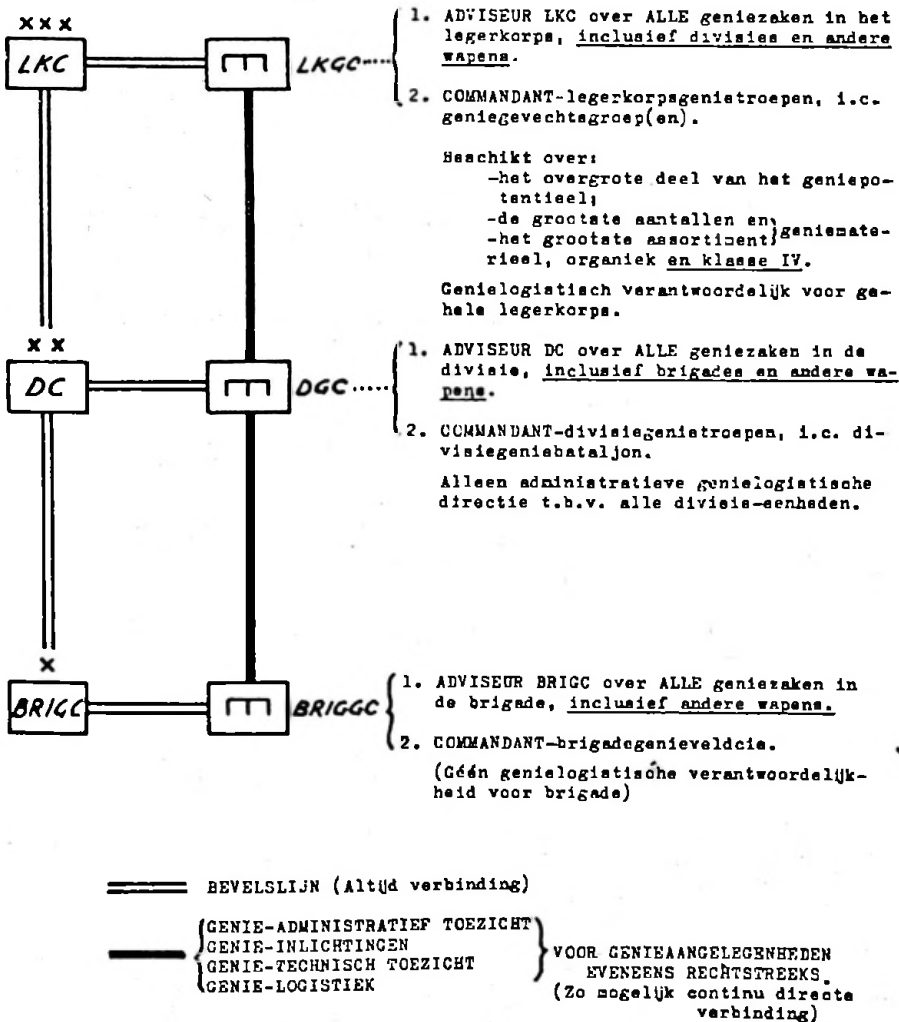 ×××
LKC
LKGC
1. ADVISEUR LKC over ALLE geniezaken in het
legerkorps, inclusief divisies en andere
wapens.
2. COMMANDANT-legerkorpsgenietroepen, i.c.
geniegevechtsgroep(en).
Beschikt over:
-het overgrote deel van het geniepo-
tentieel;
-de grootste aantallen en
-het grootste assortiment}geniemate-
rieel, organiek en klasse IV.
Genielogistisch verantwoordelijk voor ge-
hele legerkorps.
××
DC
DGC
1. ADVISEUR DC over ALLE geniezaken in de
divisie, inclusief brigades en andere wa-
pens.
2. COMMANDANT-divisiegenietroepen, i.c. di-
visiegeniebataljon.
Alleen administratieve genielogistische
directie t.b.v. alle divisie-eenheden.
×
BRIGC
BRIGGC
1. ADVISEUR BRIGC over ALLE geniezaken in
de brigade, inclusief andere wapens.
2. COMMANDANT-brigadegenieveldcie.
(Géén genielogistische verantwoordelijk-
heid voor brigade)
BEVELSLIJN (Altijd verbinding)
GENIE-ADMINISTRATIEF TOEZICHT
GENIE-INLICHTINGEN
GENIE-TECHNISCH TOEZICHT
GENIE-LOGISTIEK
VOOR GENIEAANGELEGENHEDEN
EVENEENS RECHTSTREEKS.
(Zo mogelijk continu directe
verbinding)